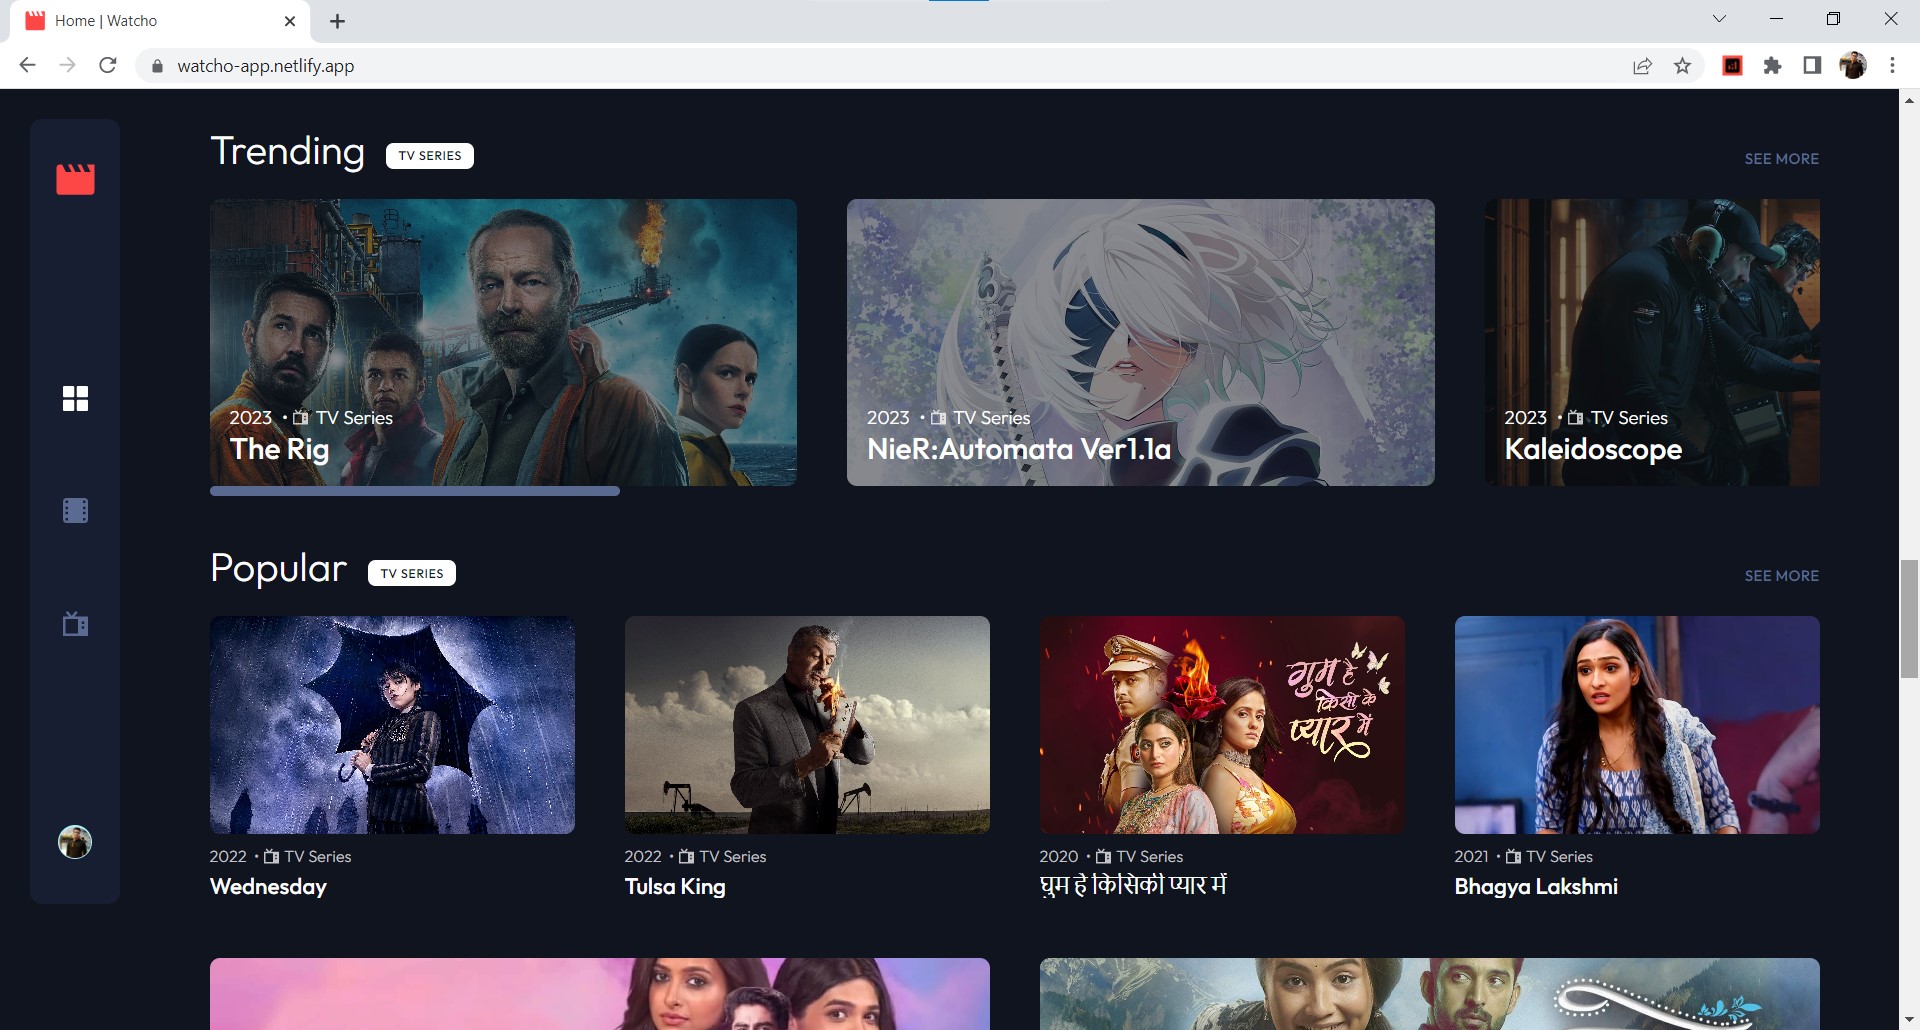 Home | Watcho
watcho-app.netlify.app
Trending TV SERIES SEE MORE
2023 • TV Series
The Rig
2023 • TV Series
NieR:Automata Ver1.1a
2023 • TV Series
Kaleidoscope
Popular TV SERIES SEE MORE
गुम है
किसी के
प्यार में
2022 • TV Series
Wednesday
2022 • TV Series
Tulsa King
2020 • TV Series
घुम है किसिकी प्यार में
2021 • TV Series
Bhagya Lakshmi